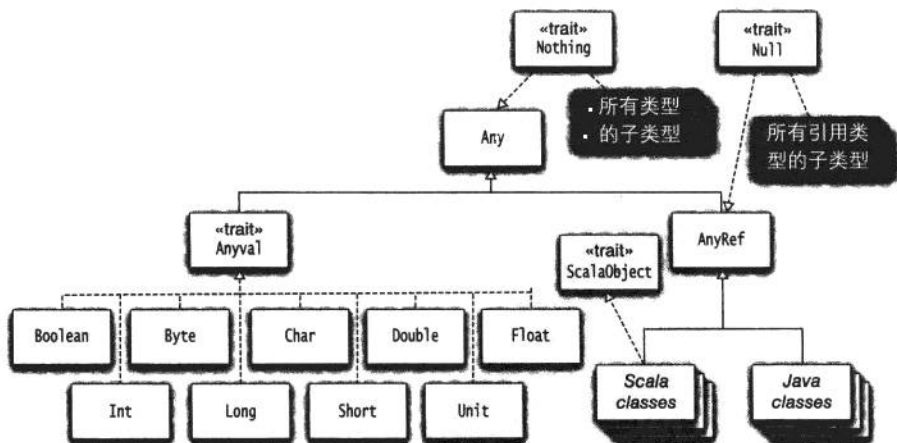 «trait»
Nothing
«trait»
Null
所有类型
的子类型
Any
所有引用类
型的子类型
«trait»
Anyval
«trait»
ScalaObject
AnyRef
Boolean
Byte
Char
Double
Float
Int
Long
Short
Unit
Scala
classes
Java
classes